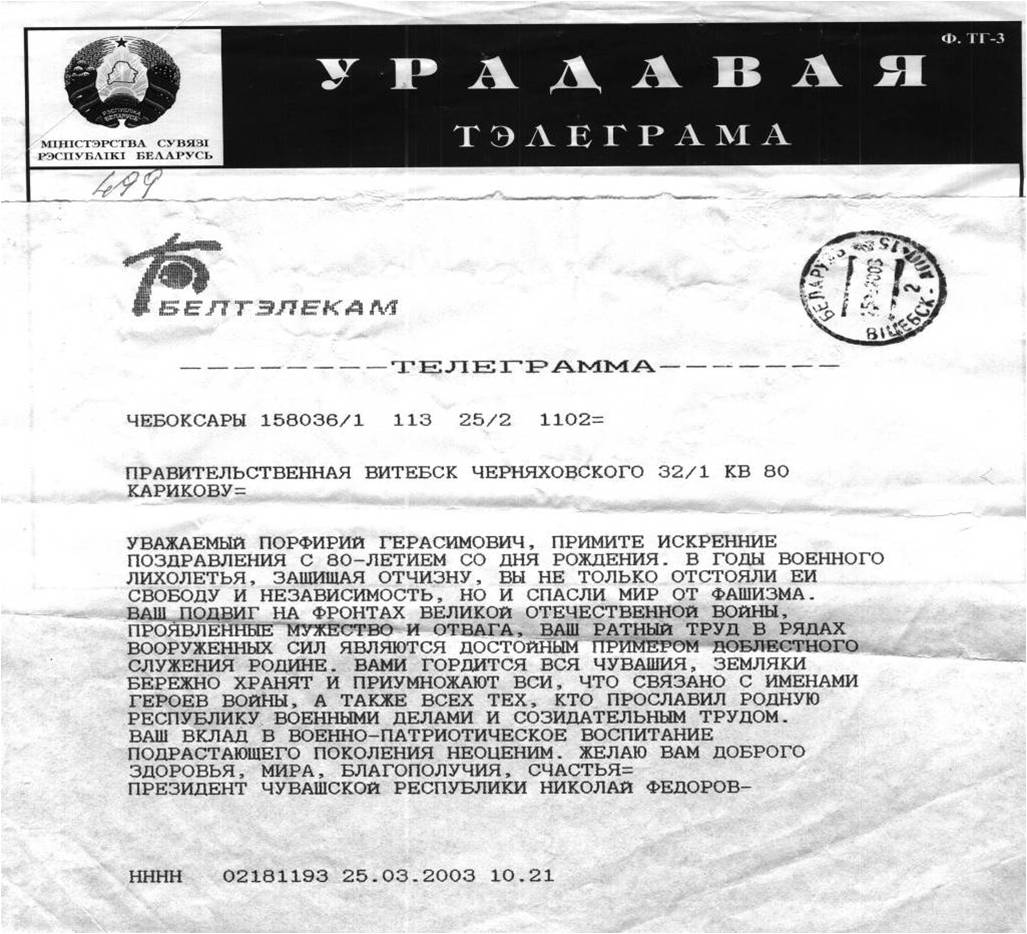 Ф. ТГ-3
УРАДАВАЯ
ТЭЛЕГРАМА
РЭСПУБЛІКА
БЕЛАРУСЬ
МІНІСТЭРСТВА СУВЯЗІ
РЭСПУБЛІКІ БЕЛАРУСЬ
499
БЕЛТЭЛЕКАМ
БЕЛАРУСЬ
ВІЦЕБСК
2
---------ТЕЛЕГРАММА--------
ЧЕБОКСАРЫ 158036/1 113 25/2 1102=
ПРАВИТЕЛЬСТВЕННАЯ ВИТЕБСК ЧЕРНЯХОВСКОГО 32/1 КВ 80
КАРИКОВУ=
УВАЖАЕМЫЙ ПОРФИРИЙ ГЕРАСИМОВИЧ, ПРИМИТЕ ИСКРЕННИЕ
ПОЗДРАВЛЕНИЯ С 80-ЛЕТИЕМ СО ДНЯ РОЖДЕНИЯ. В ГОДЫ ВОЕННОГО
ЛИХОЛЕТЬЯ, ЗАЩИЩАЯ ОТЧИЗНУ, ВЫ НЕ ТОЛЬКО ОТСТОЯЛИ ЕИ
СВОБОДУ И НЕЗАВИСИМОСТЬ, НО И СПАСЛИ МИР ОТ ФАШИЗМА.
ВАШ ПОДВИГ НА ФРОНТАХ ВЕЛИКОЙ ОТЕЧЕСТВЕННОЙ ВОЙНЫ,
ПРОЯВЛЕННЫЕ МУЖЕСТВО И ОТВАГА, ВАШ РАТНЫЙ ТРУД В РЯДАХ
ВООРУЖЕННЫХ СИЛ ЯВЛЯЮТСЯ ДОСТОЙНЫМ ПРИМЕРОМ ДОБЛЕСТНОГО
СЛУЖЕНИЯ РОДИНЕ. ВАМИ ГОРДИТСЯ ВСЯ ЧУВАШИЯ, ЗЕМЛЯКИ
БЕРЕЖНО ХРАНЯТ И ПРИУМНОЖАЮТ ВСИ, ЧТО СВЯЗАНО С ИМЕНАМИ
ГЕРОЕВ ВОЙНЫ, А ТАКЖЕ ВСЕХ ТЕХ, КТО ПРОСЛАВИЛ РОДНУЮ
РЕСПУБЛИКУ ВОЕННЫМИ ДЕЛАМИ И СОЗИДАТЕЛЬНЫМ ТРУДОМ.
ВАШ ВКЛАД В ВОЕННО-ПАТРИОТИЧЕСКОЕ ВОСПИТАНИЕ
ПОДРАСТАЮЩЕГО ПОКОЛЕНИЯ НЕОЦЕНИМ. ЖЕЛАЮ ВАМ ДОБРОГО
ЗДОРОВЬЯ, МИРА, БЛАГОПОЛУЧИЯ, СЧАСТЬЯ=
ПРЕЗИДЕНТ ЧУВАШСКОЙ РЕСПУБЛИКИ НИКОЛАЙ ФЕДОРОВ-
НННН 02181193 25.03.2003 10.21